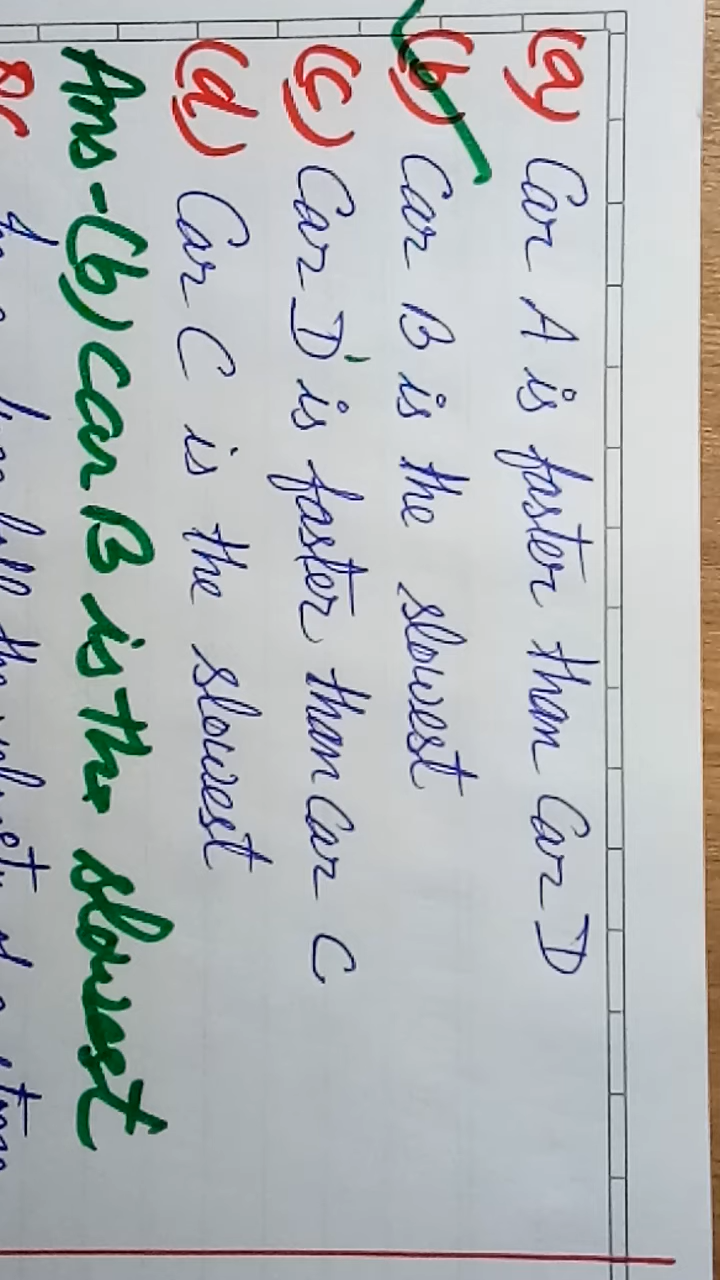 (a) Car A is faster than Car D
(b) Car B is the slowest
(c) Car D is faster than Car C
(d) Car C is the slowest
Ans-(b) Car B is the slowest